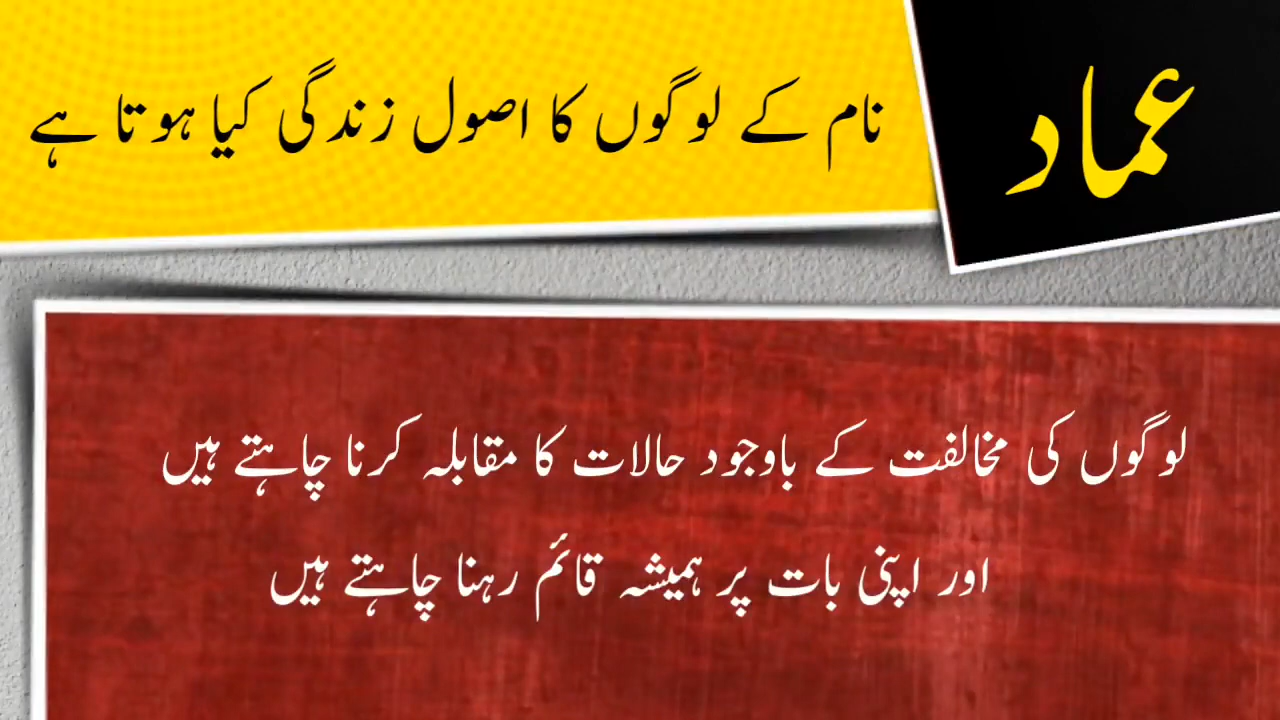 عماد
نام کے لوگوں کا اصول زندگی کیا ہوتا ہے
لوگوں کی مخالفت کے باوجود حالات کا مقابلہ کرنا چاہتے ہیں
اور اپنی بات پر ہمیشہ قائم رہنا چاہتے ہیں